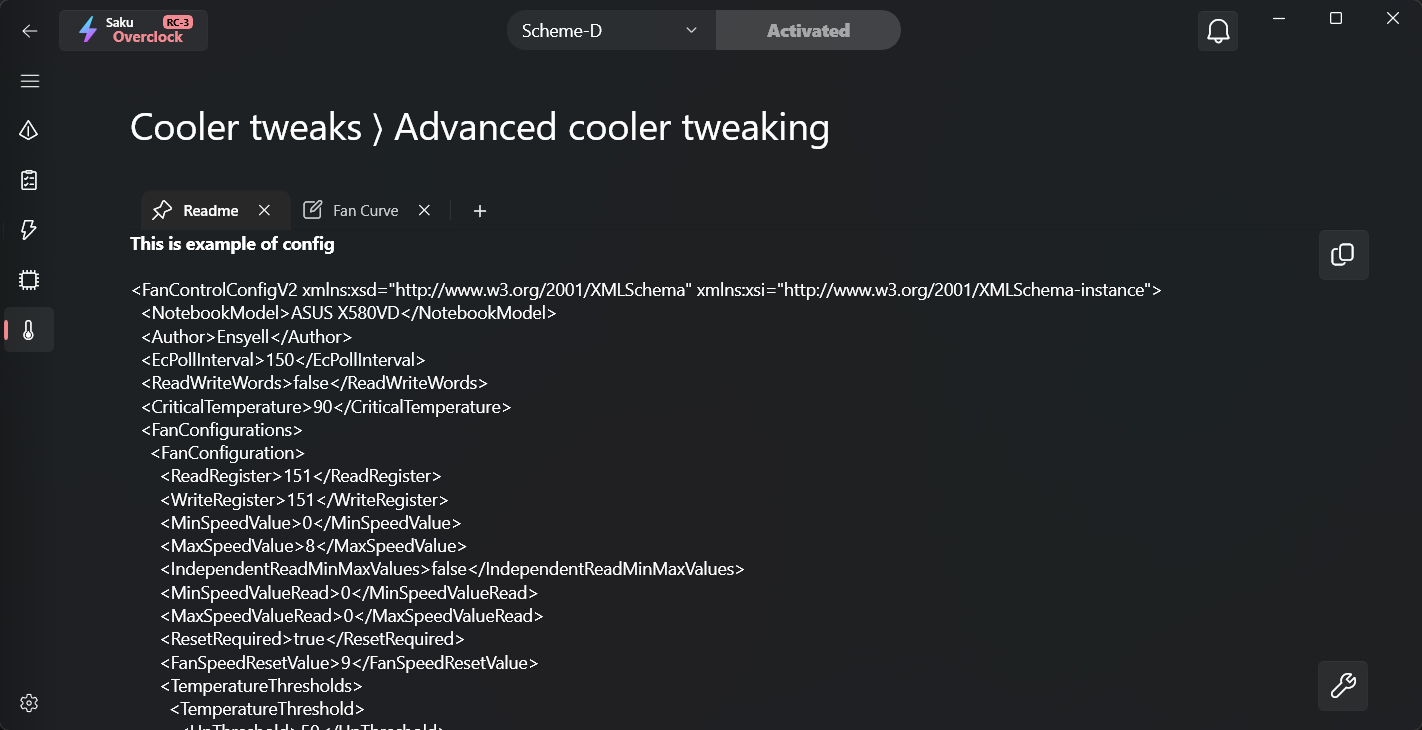 Saku
RC-3
Overclock
Scheme-D
Activated
Cooler tweaks ⟩ Advanced cooler tweaking
Readme
Fan Curve
This is example of config
<FanControlConfigV2 xmlns:xsd="http://www.w3.org/2001/XMLSchema" xmlns:xsi="http://www.w3.org/2001/XMLSchema-instance">
<NotebookModel>ASUS X580VD</NotebookModel>
<Author>Ensyell</Author>
<EcPollInterval>150</EcPollInterval>
<ReadWriteWords>false</ReadWriteWords>
<CriticalTemperature>90</CriticalTemperature>
<FanConfigurations>
<FanConfiguration>
<ReadRegister>151</ReadRegister>
<WriteRegister>151</WriteRegister>
<MinSpeedValue>0</MinSpeedValue>
<MaxSpeedValue>8</MaxSpeedValue>
<IndependentReadMinMaxValues>false</IndependentReadMinMaxValues>
<MinSpeedValueRead>0</MinSpeedValueRead>
<MaxSpeedValueRead>0</MaxSpeedValueRead>
<ResetRequired>true</ResetRequired>
<FanSpeedResetValue>9</FanSpeedResetValue>
<TemperatureThresholds>
<TemperatureThreshold>